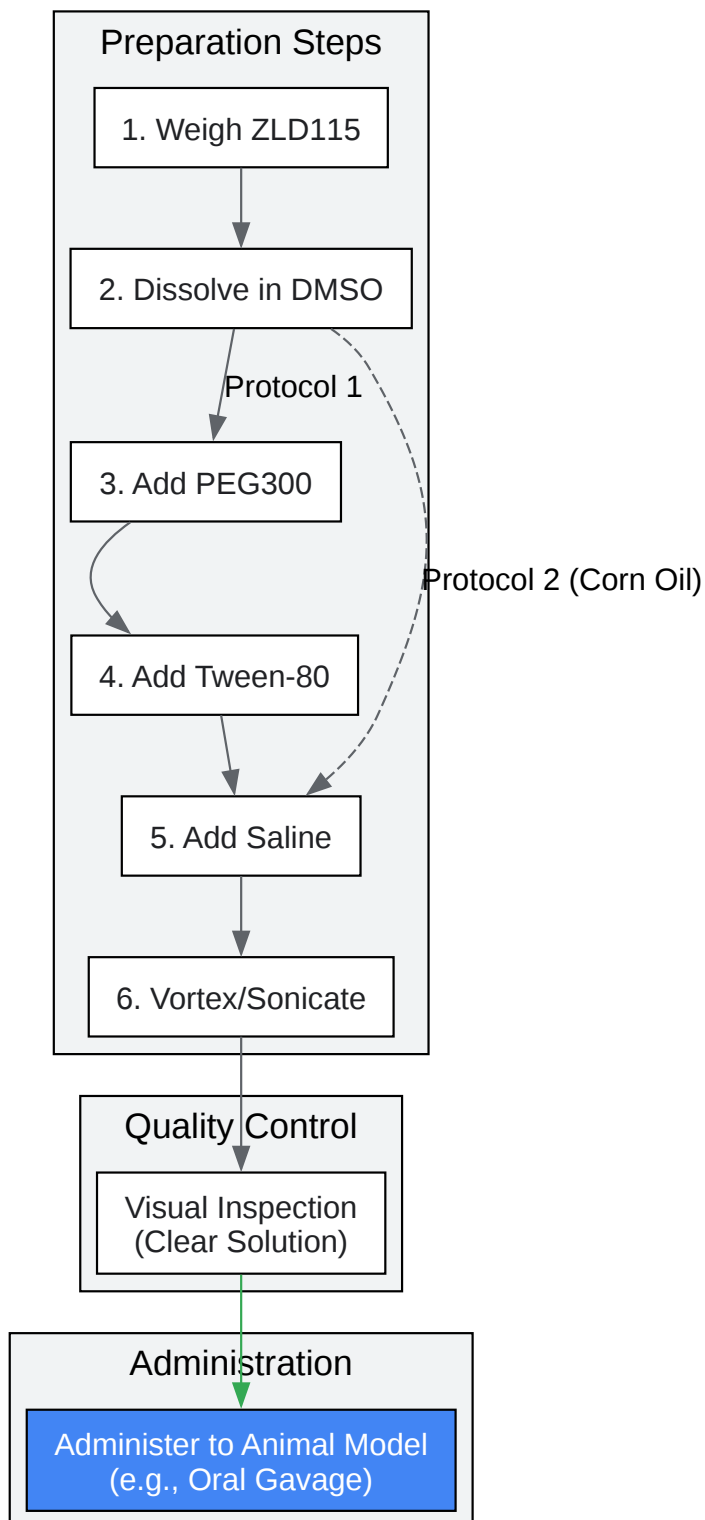 Preparation Steps
1. Weigh ZLD115
2. Dissolve in DMSO
Protocol 1
3. Add PEG300
Protocol 2 (Corn Oil)
4. Add Tween-80
5. Add Saline
6. Vortex/Sonicate
Quality Control
Visual Inspection
(Clear Solution)
Administration
Administer to Animal Model
(e.g., Oral Gavage)